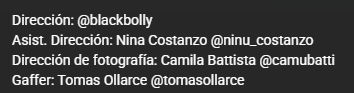 Dirección: @blackbolly
Asist. Dirección: Nina Costanzo @ninu_costanzo
Dirección de fotografía: Camila Battista @camubatti
Gaffer: Tomas Ollarce @tomasollarce